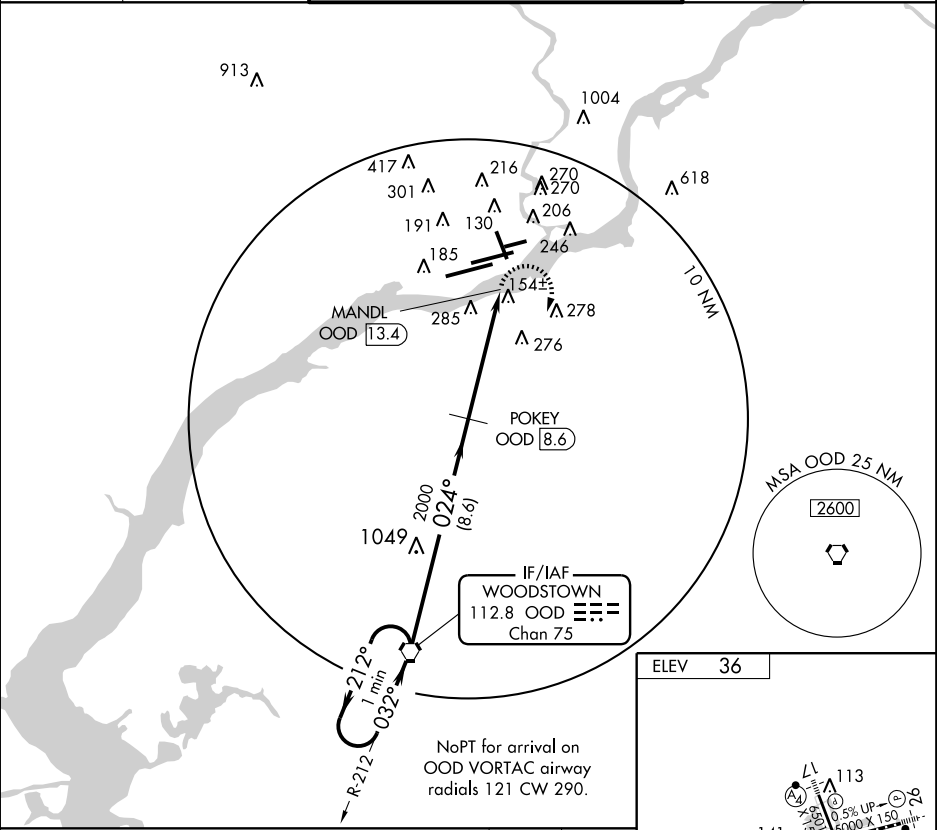 913
1004
417
216
270
270
618
301
191
130
206
246
185
10 NM
154±
MANDL
OOD 13.4
285
278
276
POKEY
OOD 8.6
MSA OOD 25 NM
2600
2000
024°
(8.6)
1049
IF/IAF
WOODSTOWN
112.8 OOD
Chan 75
212°
1 min
032°
R-212
NoPT for arrival on
OOD VORTAC airway
radials 121 CW 290.
ELEV 36
17
113
A4
P
0.5% UP
P
26
5000 X 150